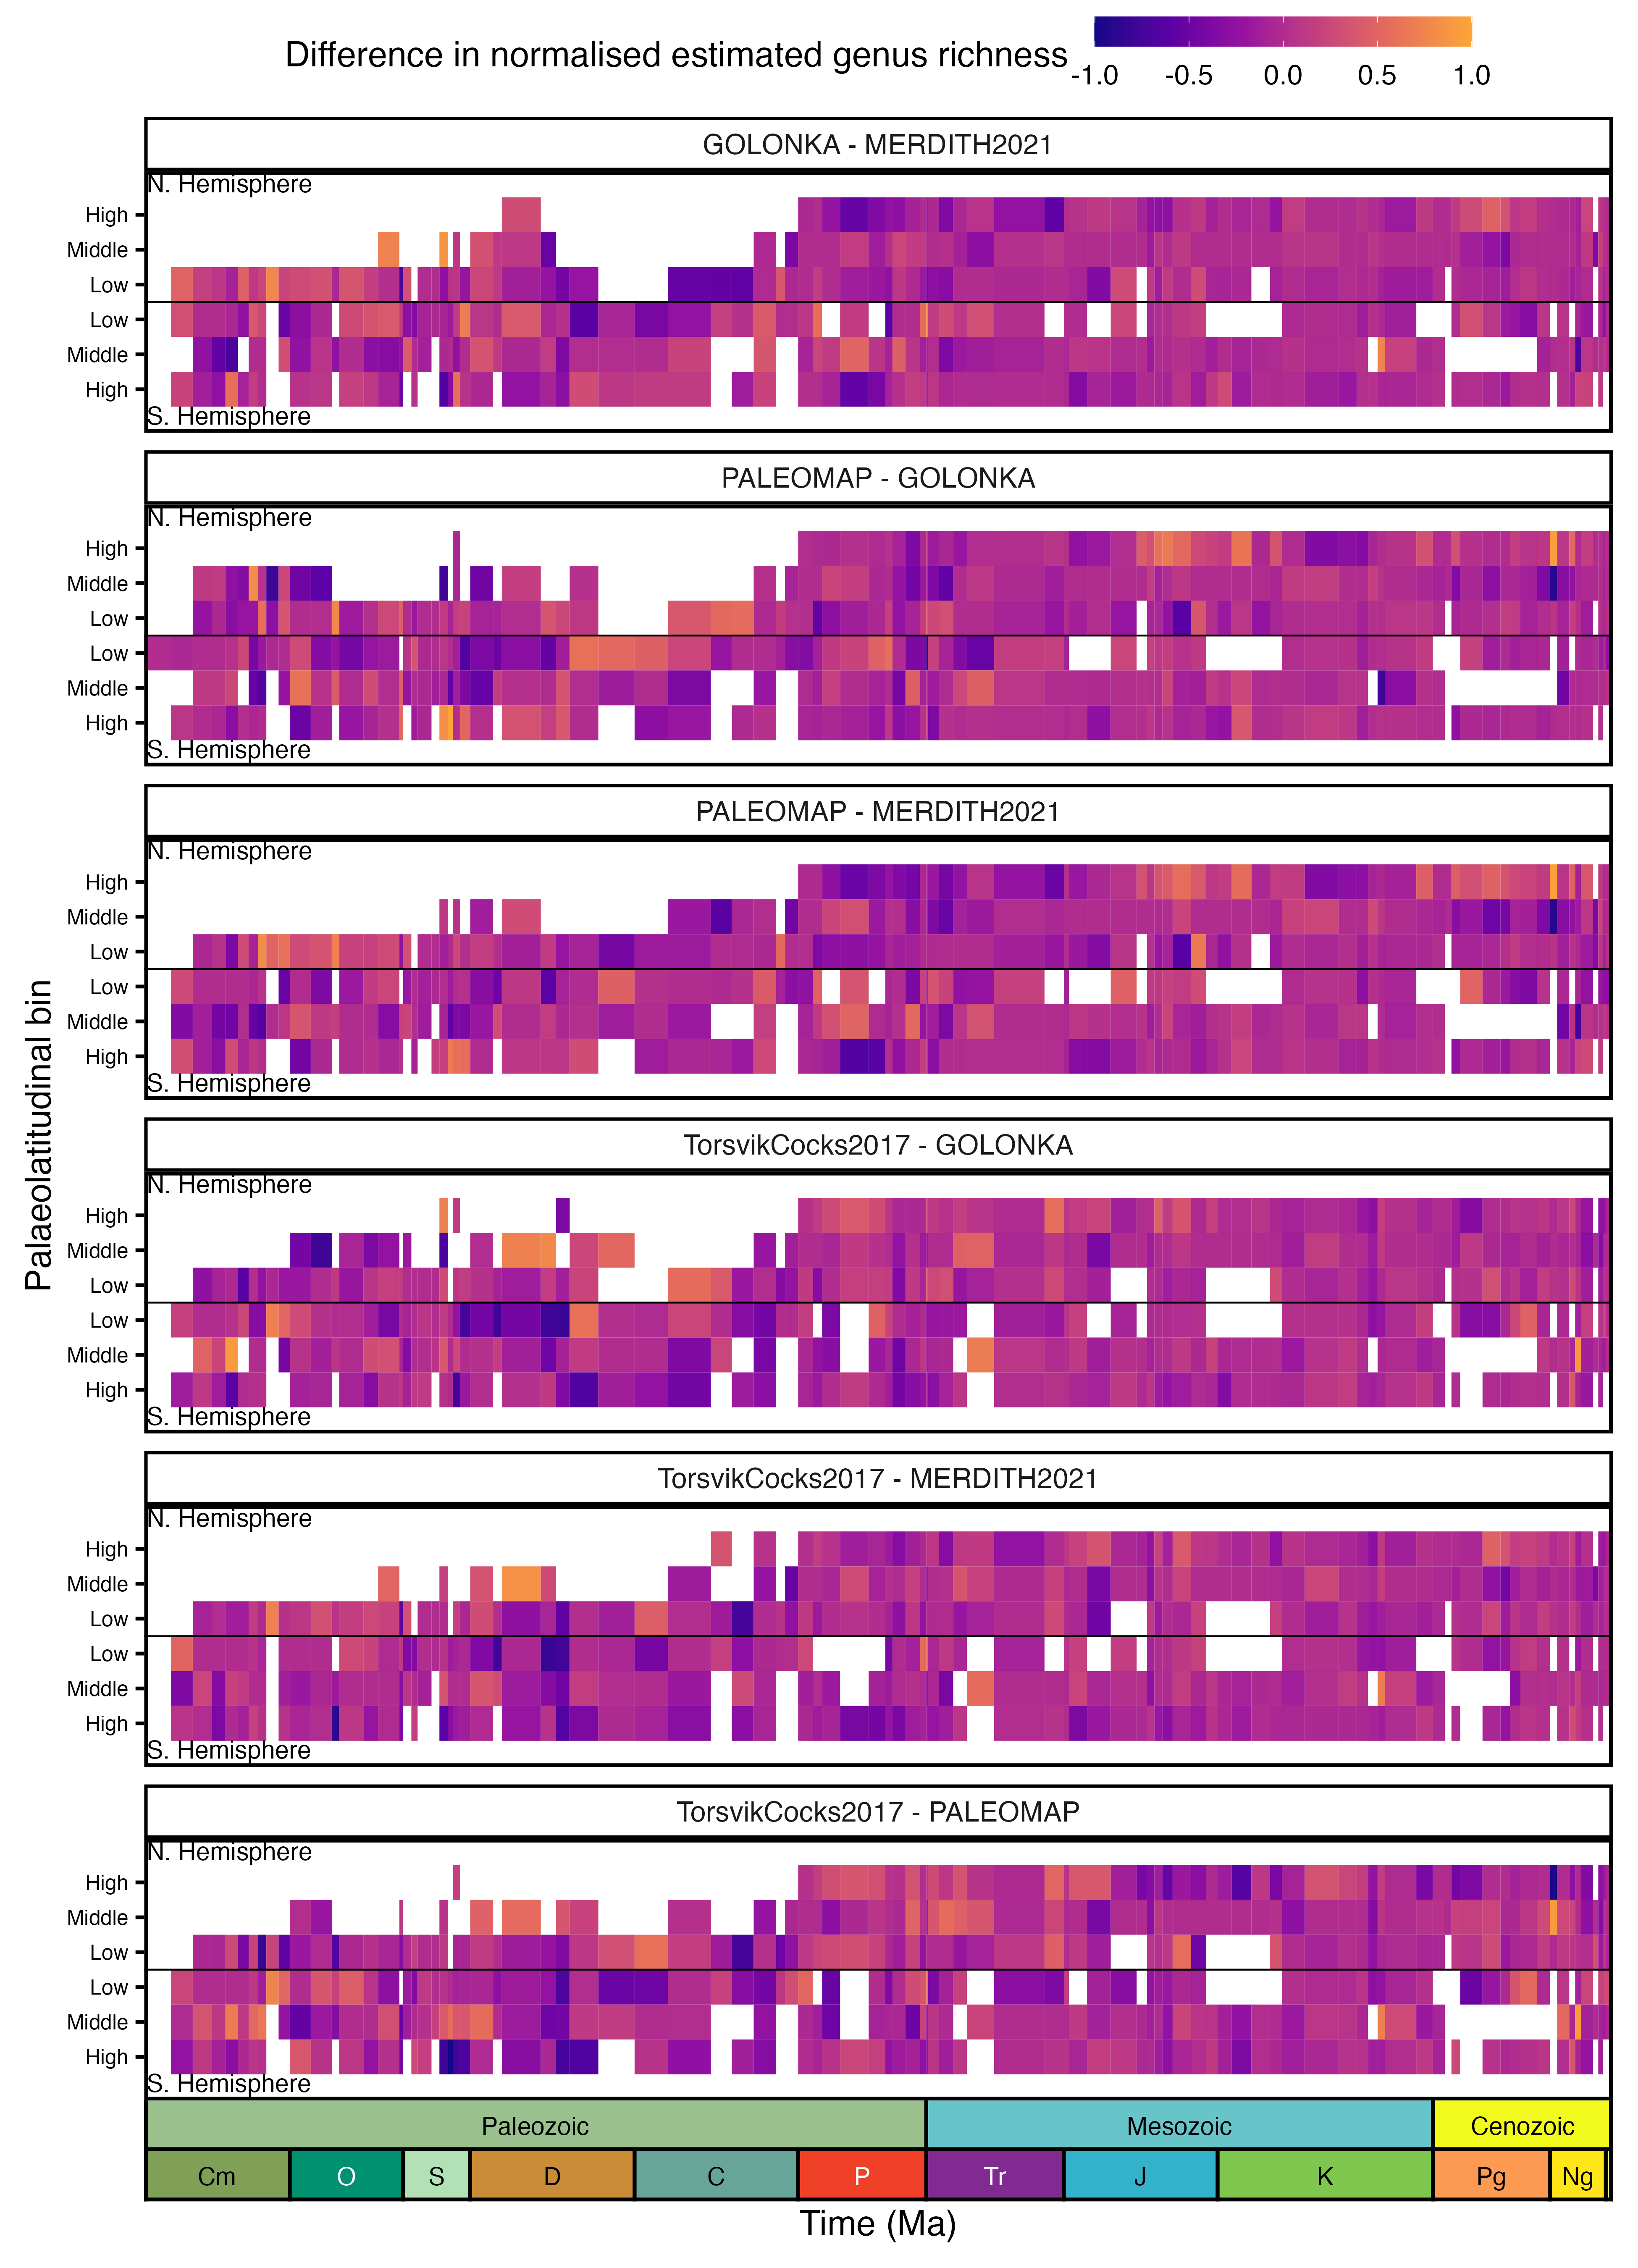 Difference in normalised estimated genus richness
-1.0 -0.5 0.0 0.5 1.0
Palaeolatitudinal bin
GOLONKA - MERDITH2021
N. Hemisphere
High
Middle
Low
Low
Middle
High
S. Hemisphere
PALEOMAP - GOLONKA
N. Hemisphere
High
Middle
Low
Low
Middle
High
S. Hemisphere
PALEOMAP - MERDITH2021
N. Hemisphere
High
Middle
Low
Low
Middle
High
S. Hemisphere
TorsvikCocks2017 - GOLONKA
N. Hemisphere
High
Middle
Low
Low
Middle
High
S. Hemisphere
TorsvikCocks2017 - MERDITH2021
N. Hemisphere
High
Middle
Low
Low
Middle
High
S. Hemisphere
TorsvikCocks2017 - PALEOMAP
N. Hemisphere
High
Middle
Low
Low
Middle
High
S. Hemisphere
Paleozoic Mesozoic Cenozoic
Cm O S D C P Tr J K Pg Ng
Time (Ma)